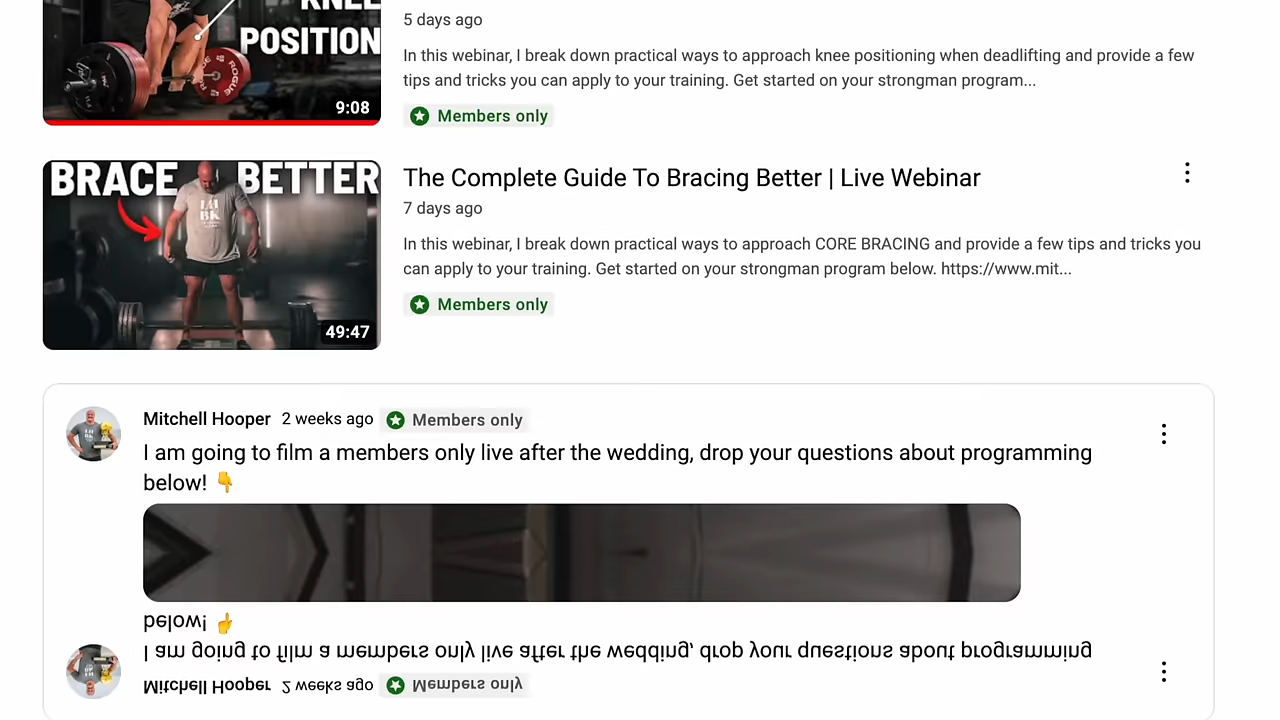 KNEE
POSITION
9:08
5 days ago
In this webinar, I break down practical ways to approach knee positioning when deadlifting and provide a few
tips and tricks you can apply to your training. Get started on your strongman program...
Members only
BRACE BETTER
49:47
The Complete Guide To Bracing Better | Live Webinar
7 days ago
In this webinar, I break down practical ways to approach CORE BRACING and provide a few tips and tricks you
can apply to your training. Get started on your strongman program below. https://www.mit...
Members only
Mitchell Hooper 2 weeks ago Members only
I am going to film a members only live after the wedding, drop your questions about programming
below! 👇
below! 👇
I am going to film a members only live after the wedding, drop your questions about programming
Mitchell Hooper 2 weeks ago Members only